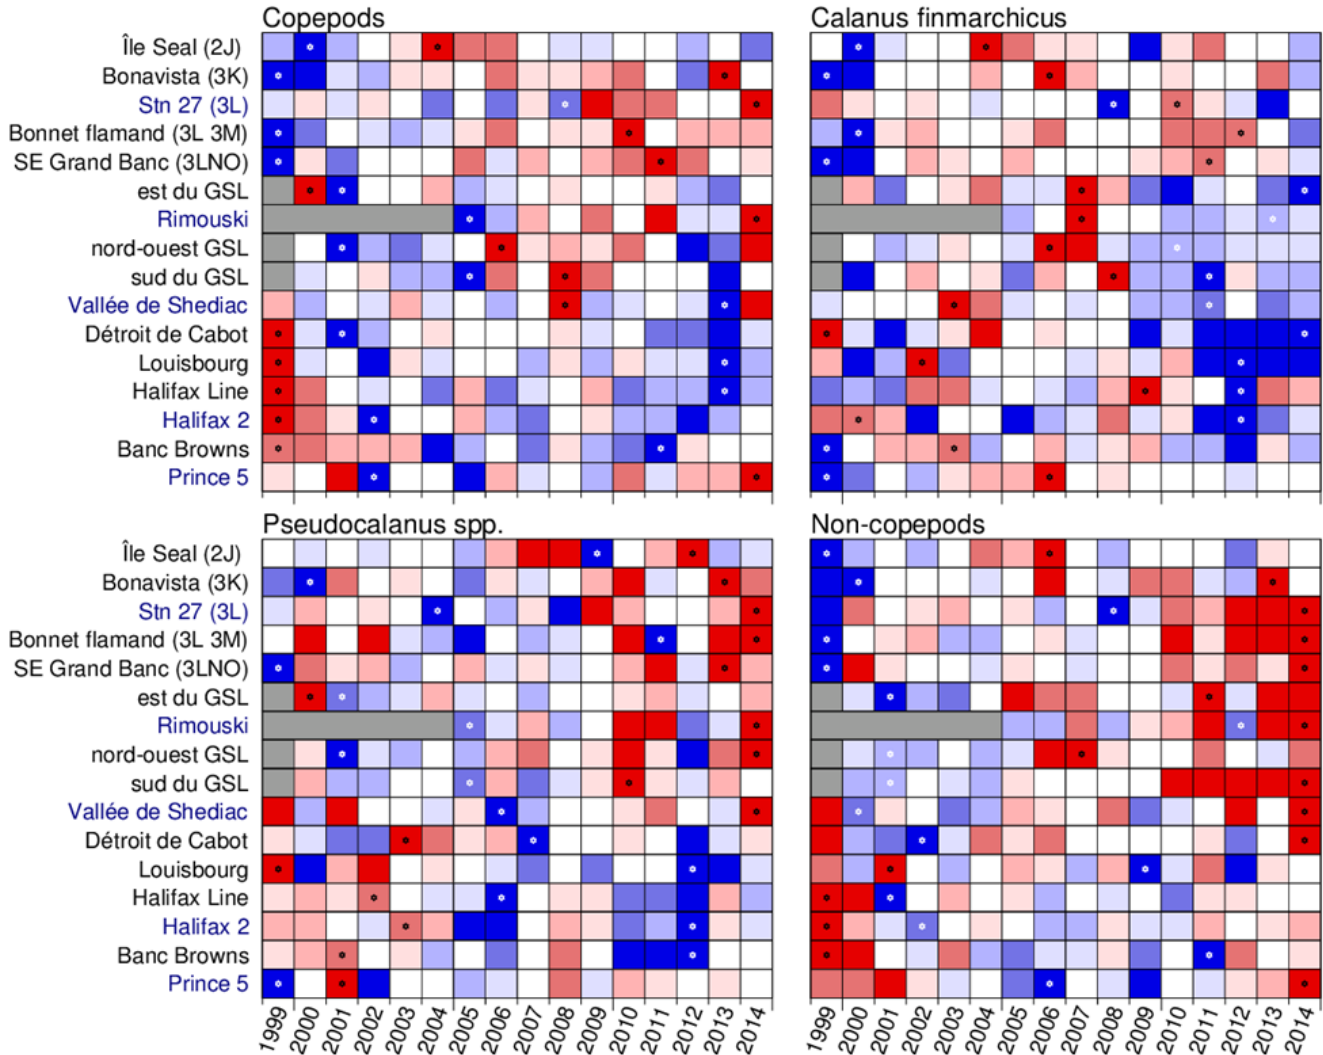 Copepods
Calanus finmarchicus
Île Seal (2J)
Bonavista (3K)
Stn 27 (3L)
Bonnet flamand (3L 3M)
SE Grand Banc (3LNO)
est du GSL
Rimouski
nord-ouest GSL
sud du GSL
Vallée de Shediac
Détroit de Cabot
Louisbourg
Halifax Line
Halifax 2
Banc Browns
Prince 5
Pseudocalanus spp.
Non-copepods
Île Seal (2J)
Bonavista (3K)
Stn 27 (3L)
Bonnet flamand (3L 3M)
SE Grand Banc (3LNO)
est du GSL
Rimouski
nord-ouest GSL
sud du GSL
Vallée de Shediac
Détroit de Cabot
Louisbourg
Halifax Line
Halifax 2
Banc Browns
Prince 5
1999 2000 2001 2002 2003 2004 2005 2006 2007 2008 2009 2010 2011 2012 2013 2014
1999 2000 2001 2002 2003 2004 2005 2006 2007 2008 2009 2010 2011 2012 2013 2014